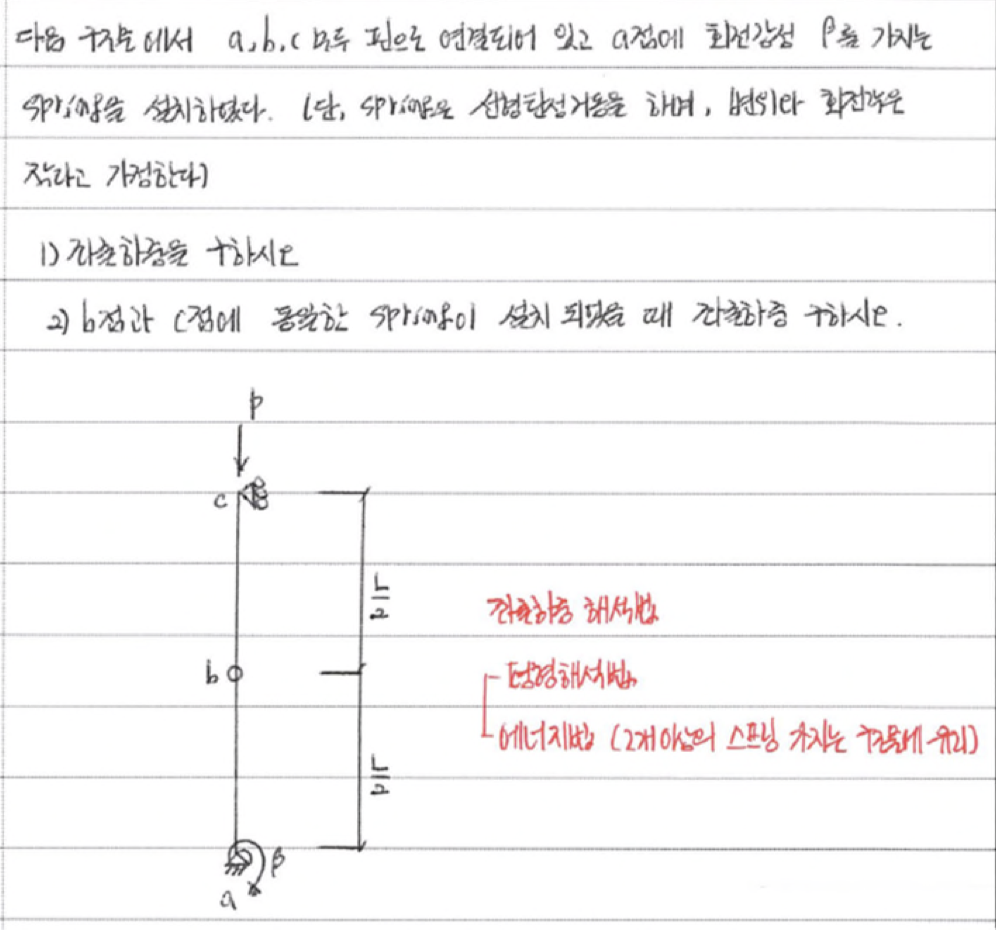 다음 구조물에서 a,b,c 모두 핀으로 연결되어 있고 a점에 회전강성 β를 가지는
spring을 설치하였다. (단, spring은 선형탄성거동을 하며, 변위와 회전각은
작다고 가정한다)
1) 좌굴하중을 구하시오
2) b점과 c점에 동일한 spring이 설치 되었을 때 좌굴하중 구하시오.
P
c
L/2
좌굴하중 해석법
b
평형해석법
에너지법 (2개이상의 스프링 가지는 구조물에 유리)
L/2
β
a